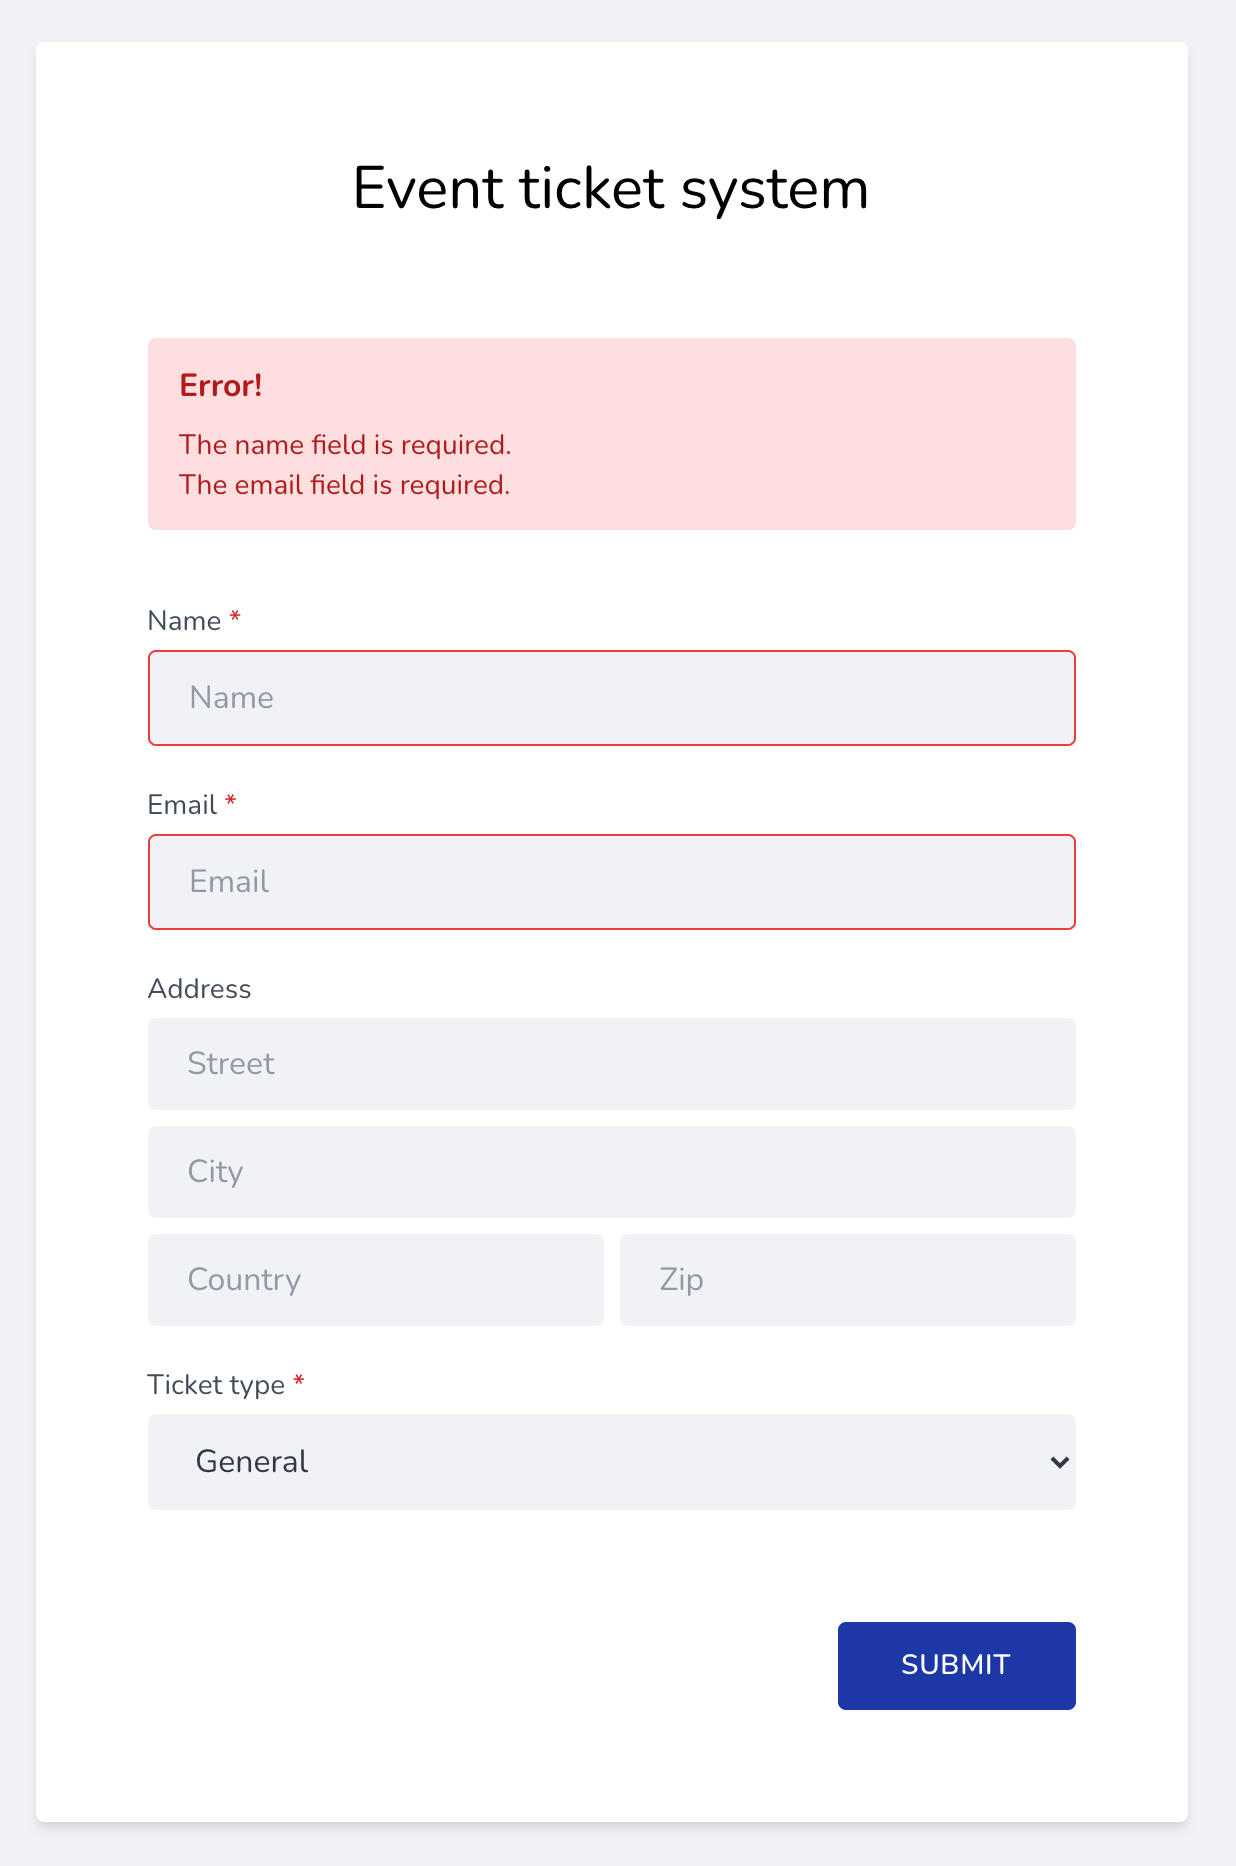 Event ticket system
Error!
The name field is required.
The email field is required.
Name *
Name
Email *
Email
Address
Street
City
Country Zip
Ticket type *
General
SUBMIT